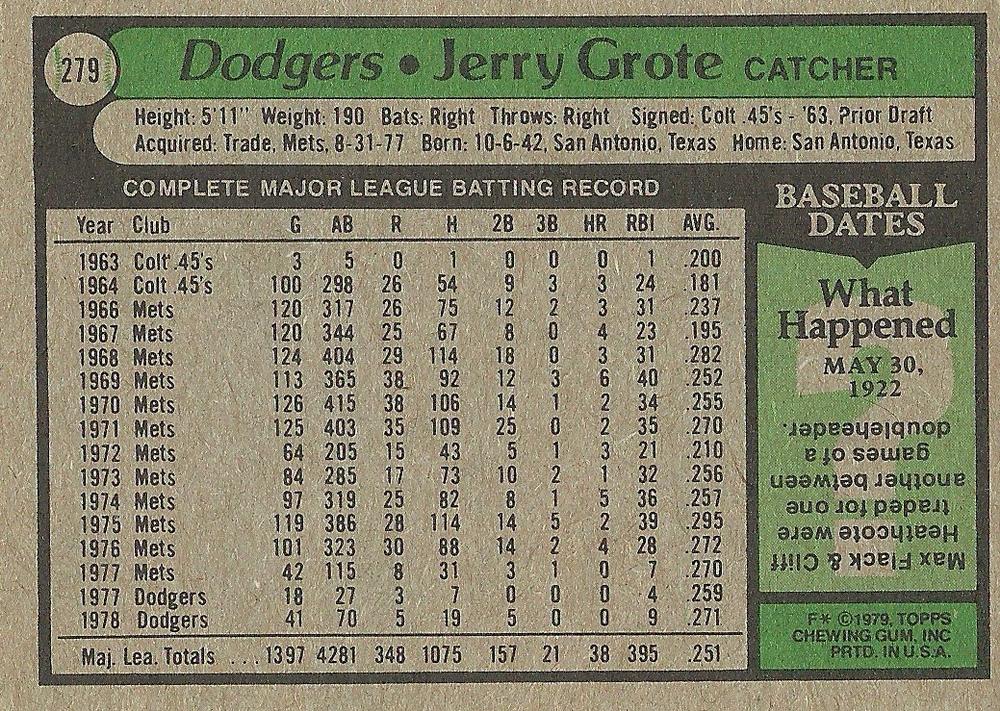 279
Dodgers • Jerry Grote CATCHER
Height: 5'11" Weight: 190 Bats: Right Throws: Right Signed: Colt .45's - '63, Prior Draft
Acquired: Trade, Mets, 8-31-77 Born: 10-6-42, San Antonio, Texas Home: San Antonio, Texas
COMPLETE MAJOR LEAGUE BATTING RECORD
Year Club G AB R H 2B 3B HR RBI AVG.
1963 Colt .45's 3 5 0 1 0 0 0 1 .200
1964 Colt .45's 100 298 26 54 9 3 3 24 .181
1966 Mets 120 317 26 75 12 2 3 31 .237
1967 Mets 120 344 25 67 8 0 4 23 .195
1968 Mets 124 404 29 114 18 0 3 31 .282
1969 Mets 113 365 38 92 12 3 6 40 .252
1970 Mets 126 415 38 106 14 1 2 34 .255
1971 Mets 125 403 35 109 25 0 2 35 .270
1972 Mets 64 205 15 43 5 1 3 21 .210
1973 Mets 84 285 17 73 10 2 1 32 .256
1974 Mets 97 319 25 82 8 1 5 36 .257
1975 Mets 119 386 28 114 14 5 2 39 .295
1976 Mets 101 323 30 88 14 2 4 28 .272
1977 Mets 42 115 8 31 3 1 0 7 .270
1977 Dodgers 18 27 3 7 0 0 0 4 .259
1978 Dodgers 41 70 5 19 5 0 0 9 .271
Maj. Lea. Totals ... 1397 4281 348 1075 157 21 38 395 .251
BASEBALL
DATES
What
Happened
MAY 30,
1922
Max Flack & Cliff
Heathcote were
traded for one
another between
games of a
doubleheader.
F* ©1979, TOPPS
CHEWING GUM, INC
PRTD. IN U.S.A.